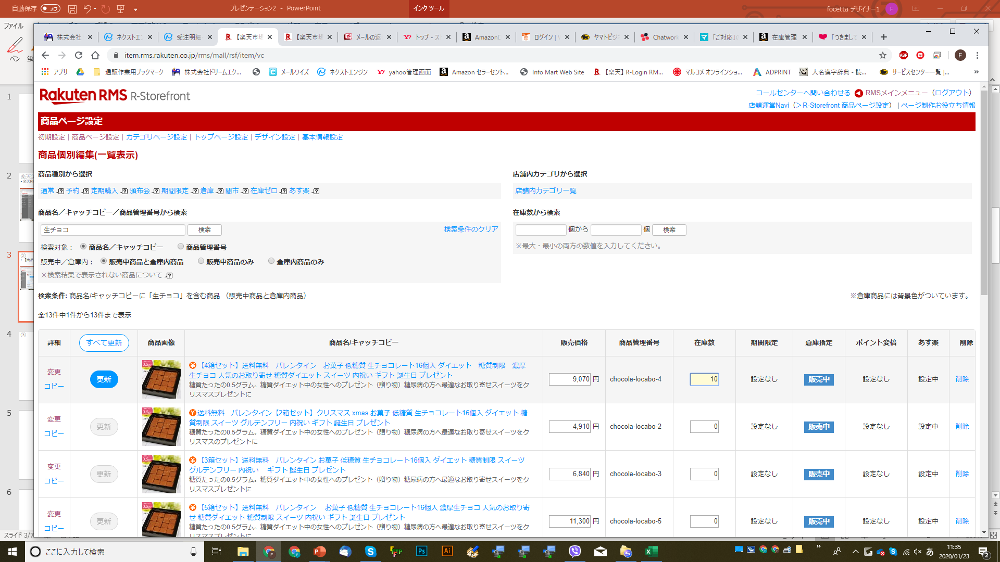 自動保存 オフ
プレゼンテーション2 - PowerPoint
インク ツール
focetta デザイナー1
F
ファイル
ペン
株式会社
ネクストエン
受注明細
【楽天市場
【楽天市場
メールの返
トップ - ス
Amazon
ログイン |
ヤマトビジ
Chatwork
「ご対応」
在庫管理
「つきまして
item.rms.rakuten.co.jp/rms/mall/rsf/item/vc
アプリ
通販作業用ブックマーク
株式会社ドリームエク...
メールワイズ
ネクストエンジン
yahoo管理画面
Amazon セラーセント...
Info Mart Web Site
【楽天】R-Login RM...
マルコメ オンラインショ...
ADPRINT
人名漢字辞典 - 読...
サービスセンター一覧 |...
Rakuten RMS R-Storefront
コールセンターへ問い合わせる RMSメインメニュー（ログアウト）
店舗運営Navi（＞R-Storefront 商品ページ設定） | ページ制作お役立ち情報
商品ページ設定
初期設定 | 商品ページ設定 | カテゴリページ設定 | トップページ設定 | デザイン設定 | 基本情報設定
商品個別編集(一覧表示)
商品種別から選択
通常 予約 定期購入 頒布会 期間限定 倉庫 闇市 在庫ゼロ あす楽
店舗内カテゴリから選択
店舗内カテゴリ一覧
商品名／キャッチコピー／商品管理番号から検索
生チョコ
検索
検索条件のクリア
検索対象： 商品名／キャッチコピー 商品管理番号
販売中／倉庫内： 販売中商品と倉庫内商品 販売中商品のみ 倉庫内商品のみ
※検索結果で表示されない商品について
在庫数から検索
個から 個 検索
※最大・最小の両方の数値を入力してください。
検索条件: 商品名/キャッチコピーに「生チョコ」を含む商品 （販売中商品と倉庫内商品）
※倉庫商品には背景色がついています。
全13件中1件から13件まで表示
詳細 すべて更新 商品画像 商品名/キャッチコピー 販売価格 商品管理番号 在庫数 期間限定 倉庫指定 ポイント変倍 あす楽 削除
変更
コピー
更新
【4箱セット】送料無料　バレンタイン　お菓子 低糖質 生チョコレート16個入 ダイエット　糖質制限　濃厚
生チョコ 人気のお取り寄せ 糖質ダイエット スイーツ 内祝い ギフト 誕生日 プレゼント
糖質たったの0.5グラム。糖質ダイエット中の女性へのプレゼント（贈り物）糖尿病の方へ最適なお取り寄せスイーツをク
リスマスプレゼントに
9,070 円 chocola-locabo-4 10 設定なし 販売中 設定なし 設定中 削除
変更
コピー
更新
送料無料　バレンタイン【2箱セット】クリスマス xmas お菓子 低糖質 生チョコレート16個入 ダイエット 糖
質制限 スイーツ グルテンフリー 内祝い ギフト 誕生日 プレゼント
糖質たったの0.5グラム。糖質ダイエット中の女性へのプレゼント（贈り物）糖尿病の方へ最適なお取り寄せスイーツをク
リスマスのプレゼントに
4,910 円 chocola-locabo-2 0 設定なし 販売中 設定なし 設定中 削除
変更
コピー
更新
【3箱セット】送料無料　バレンタイン お菓子 低糖質 生チョコレート16個入 ダイエット 糖質制限 スイーツ
グルテンフリー 内祝い　ギフト 誕生日 プレゼント
糖質たったの0.5グラム。糖質ダイエット中の女性へのプレゼント（贈り物）糖尿病の方へ最適なお取り寄せスイーツをク
リスマスプレゼントに
6,840 円 chocola-locabo-3 0 設定なし 販売中 設定なし 設定中 削除
変更
コピー
更新
【5箱セット】送料無料　バレンタイン　お菓子 低糖質 生チョコレート16個入 濃厚生チョコ 人気のお取り寄
せ 糖質ダイエット 糖質制限 スイーツ 内祝い ギフト 誕生日 プレゼント
糖質たったの0.5グラム。糖質ダイエット中の女性へのプレゼント（贈り物）糖尿病の方へ最適なお取り寄せスイーツをク
リスマスプレゼントに
11,300 円 chocola-locabo-5 0 設定なし 販売中 設定なし 設定中 削除
1
2
3
4
5
6
スライド 3/7
ここに入力して検索
あ
11:35
2020/01/23
2